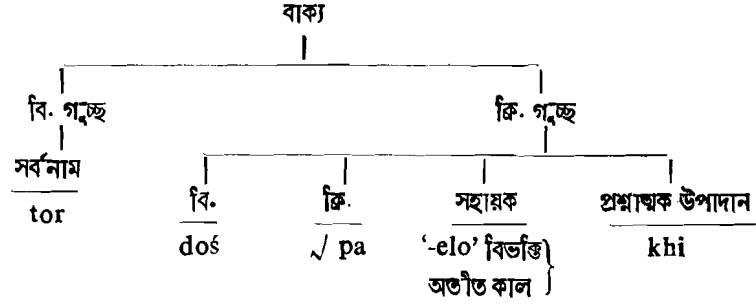 বাক্য
বি. গুচ্ছ ক্রি. গুচ্ছ
সর্বনাম
tor
বি. ক্রি. সহায়ক প্রশ্নাত্মক উপাদান
doś √ pa '-elo' বিভক্তি khi
অতীত কাল